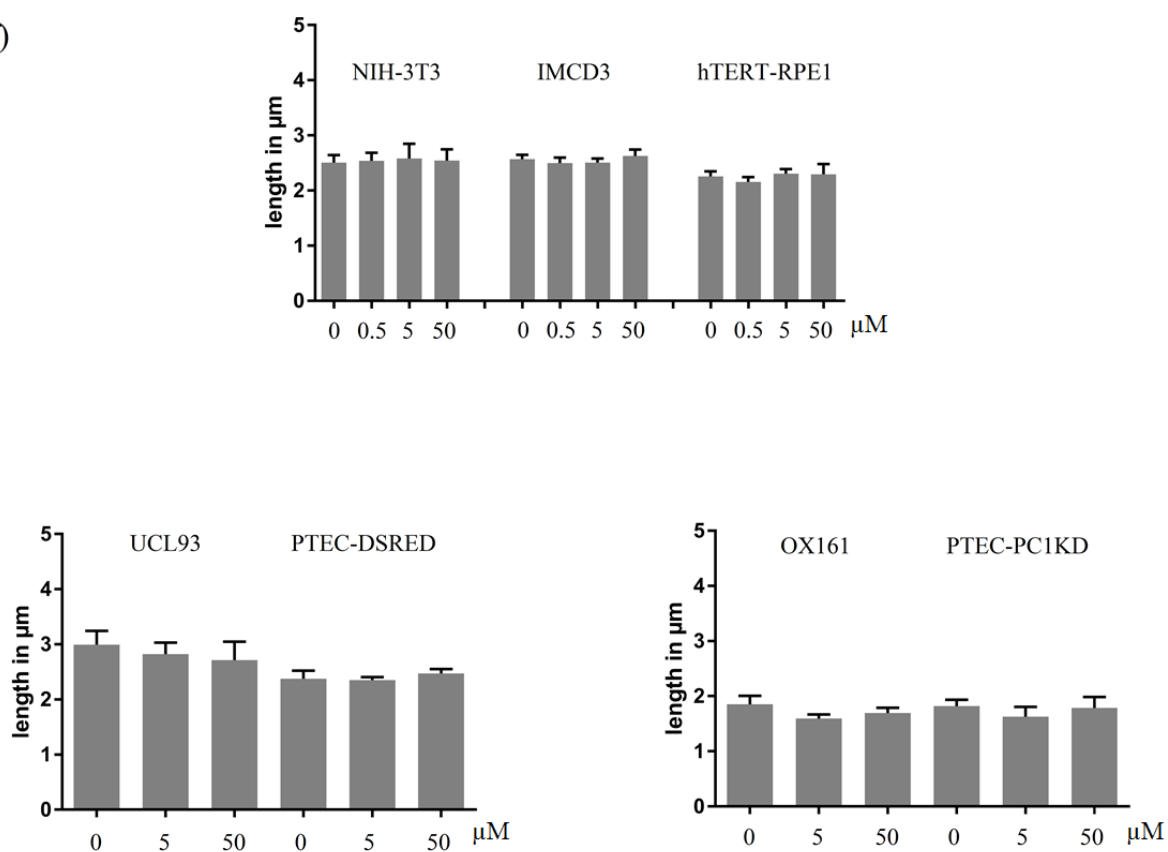 )
5
4
3
2
1
0
length in µm
NIH-3T3 IMCD3 hTERT-RPE1
0 0.5 5 50 0 0.5 5 50 0 0.5 5 50 µM
5
4
3
2
1
0
length in µm
UCL93 PTEC-DSRED
0 5 50 0 5 50 µM
5
4
3
2
1
0
length in µm
OX161 PTEC-PC1KD
0 5 50 0 5 50 µM